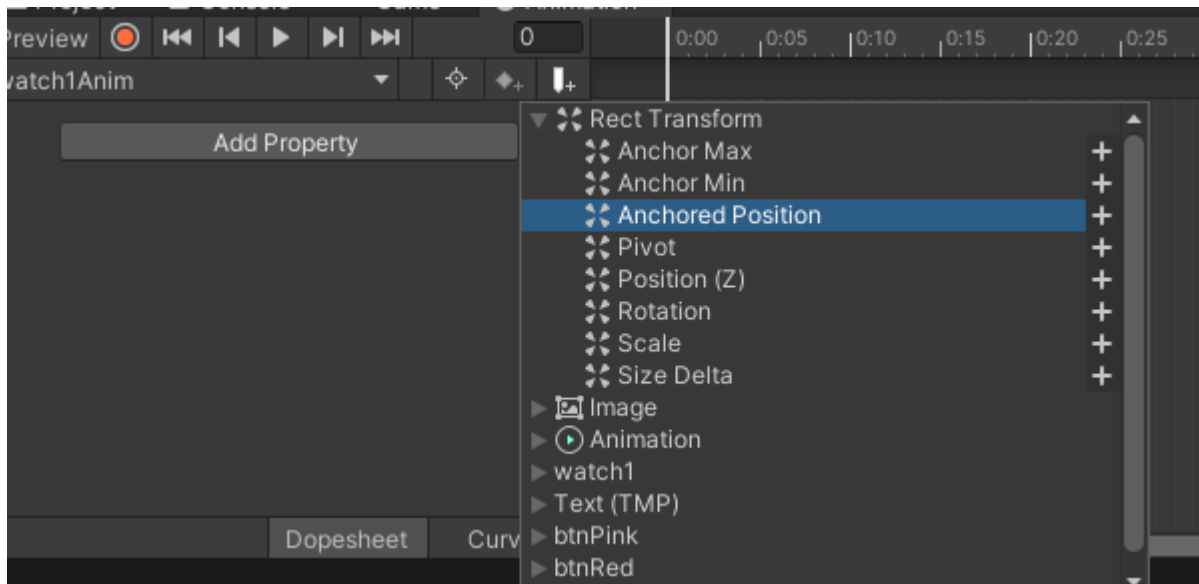 Preview 0 0:00 0:05 0:10 0:15 0:20 0:25
watch1Anim
Add Property
Rect Transform
Anchor Max
Anchor Min
Anchored Position
Pivot
Position (Z)
Rotation
Scale
Size Delta
Image
Animation
watch1
Text (TMP)
btnPink
btnRed
Dopesheet Curv